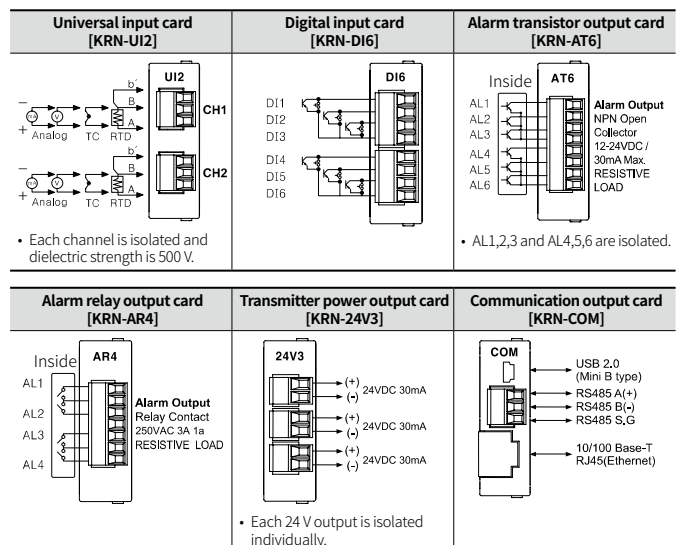 Universal input card
[KRN-UI2]
Digital input card
[KRN-DI6]
Alarm transistor output card
[KRN-AT6]
UI2
b´
B
A
CH1
– mA V
+ Analog TC RTD
b´
B
A
CH2
– mA V
+ Analog TC RTD
• Each channel is isolated and
dielectric strength is 500 V.
DI6
DI1
DI2
DI3
DI4
DI5
DI6
Inside
AT6
AL1
AL2
AL3
AL4
AL5
AL6
Alarm Output
NPN Open
Collector
12-24VDC /
30mA Max.
RESISTIVE
LOAD
• AL1,2,3 and AL4,5,6 are isolated.
Alarm relay output card
[KRN-AR4]
Transmitter power output card
[KRN-24V3]
Communication output card
[KRN-COM]
Inside
AR4
AL1
AL2
AL3
AL4
Alarm Output
Relay Contact
250VAC 3A 1a
RESISTIVE LOAD
24V3
(+)
(-) 24VDC 30mA
(+)
(-) 24VDC 30mA
(+)
(-) 24VDC 30mA
• Each 24 V output is isolated
individually.
COM
USB 2.0
(Mini B type)
RS485 A(+)
RS485 B(-)
RS485 S.G
10/100 Base-T
RJ45(Ethernet)